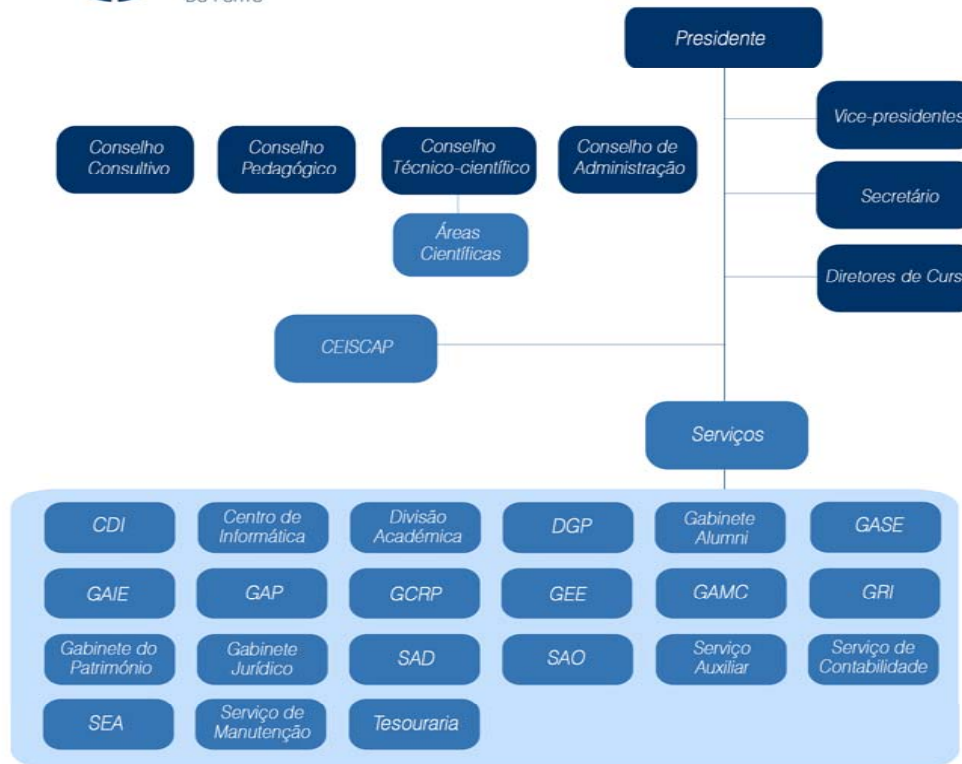 DO PORTO
Presidente
Vice-presidentes
Conselho
Consultivo
Conselho
Pedagógico
Conselho
Técnico-científico
Conselho de
Administração
Secretário
Áreas
Científicas
Diretores de Curs
CEISCAP
Serviços
CDI
Centro de
Informática
Divisão
Académica
DGP
Gabinete
Alumni
GASE
GAIE
GAP
GCRP
GEE
GAMC
GRI
Gabinete do
Património
Gabinete
Jurídico
SAD
SAO
Serviço
Auxiliar
Serviço de
Contabilidade
SEA
Serviço de
Manutenção
Tesouraria